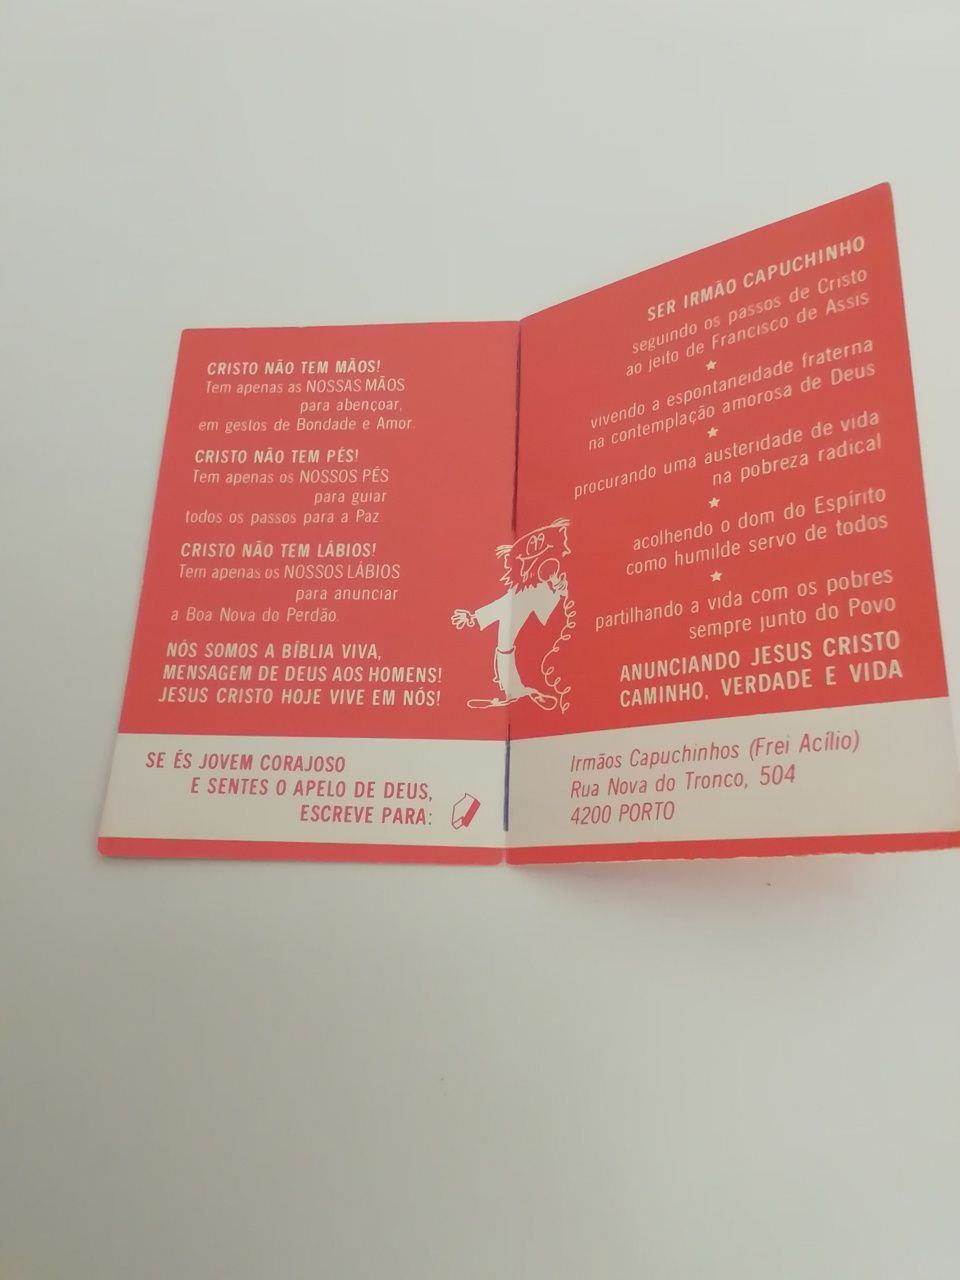 CRISTO NÃO TEM MÃOS!
Tem apenas as NOSSAS MÃOS
para abençoar,
em gestos de Bondade e Amor.
CRISTO NÃO TEM PÉS!
Tem apenas os NOSSOS PÉS
para guiar
todos os passos para a Paz
CRISTO NÃO TEM LÁBIOS!
Tem apenas os NOSSOS LÁBIOS
para anunciar
a Boa Nova do Perdão.
NÓS SOMOS A BÍBLIA VIVA,
MENSAGEM DE DEUS AOS HOMENS!
JESUS CRISTO HOJE VIVE EM NÓS!
SE ÉS JOVEM CORAJOSO
E SENTES O APELO DE DEUS,
ESCREVE PARA:
SER IRMÃO CAPUCHINHO
seguindo os passos de Cristo
ao jeito de Francisco de Assis
vivendo a espontaneidade fraterna
na contemplação amorosa de Deus
procurando uma austeridade de vida
na pobreza radical
acolhendo o dom do Espírito
como humilde servo de todos
partilhando a vida com os pobres
sempre junto do Povo
ANUNCIANDO JESUS CRISTO
CAMINHO, VERDADE E VIDA
Irmãos Capuchinhos (Frei Acílio)
Rua Nova do Tronco, 504
4200 PORTO